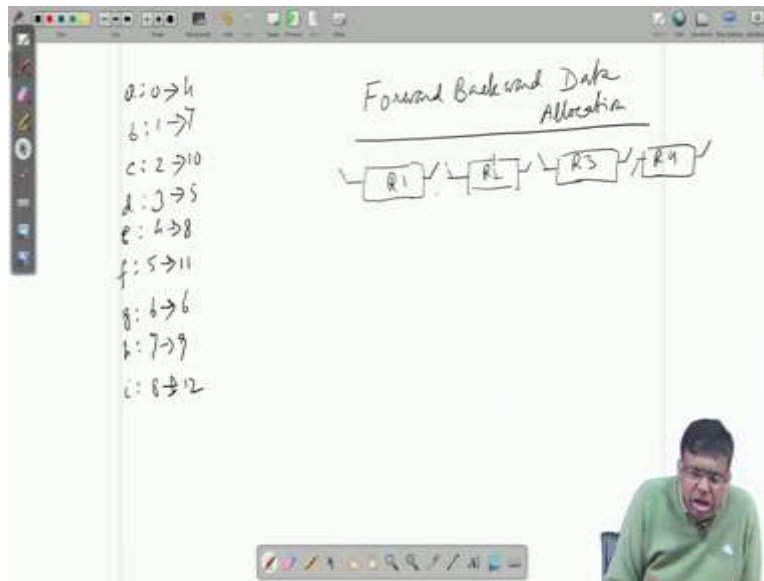 a: 0→4
b: 1→7
c: 2→10
d: 3→5
e: 4→8
f: 5→11
g: 6→6
h: 7→9
i: 8→12
Forward Backward Data
Allocation
R1 R2 R3 R4